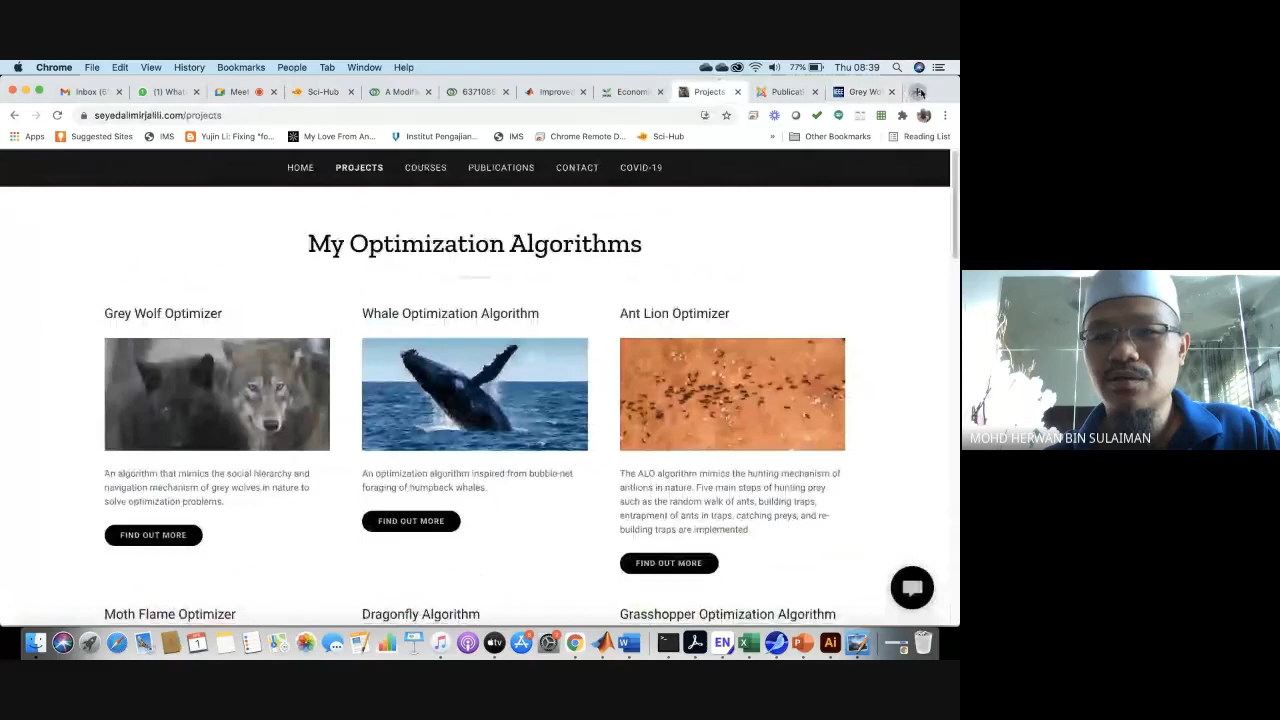 Chrome File Edit View History Bookmarks People Tab Window Help 77% Thu 08:39
Inbox (6 (1) What Meet Sci-Hub A Modifi 6371088 Improve Economi Projects Publicati Grey Wol
seyedalimirjalili.com/projects
Apps Suggested Sites IMS Yujin Li: Fixing "fo... My Love From An... Institut Pengajian... IMS Chrome Remote D... Sci-Hub » Other Bookmarks Reading List
HOME PROJECTS COURSES PUBLICATIONS CONTACT COVID-19
My Optimization Algorithms
Grey Wolf Optimizer
An algorithm that mimics the social hierarchy and
navigation mechanism of grey wolves in nature to
solve optimization problems.
FIND OUT MORE
Whale Optimization Algorithm
An optimization algorithm inspired from bubble-net
foraging of humpback whales.
FIND OUT MORE
Ant Lion Optimizer
The ALO algorithm mimics the hunting mechanism of
antlions in nature. Five main steps of hunting prey
such as the random walk of ants, building traps,
entrapment of ants in traps, catching preys, and re-
building traps are implemented
FIND OUT MORE
Moth Flame Optimizer
Dragonfly Algorithm
Grasshopper Optimization Algorithm
MOHD HERWAN BIN SULAIMAN